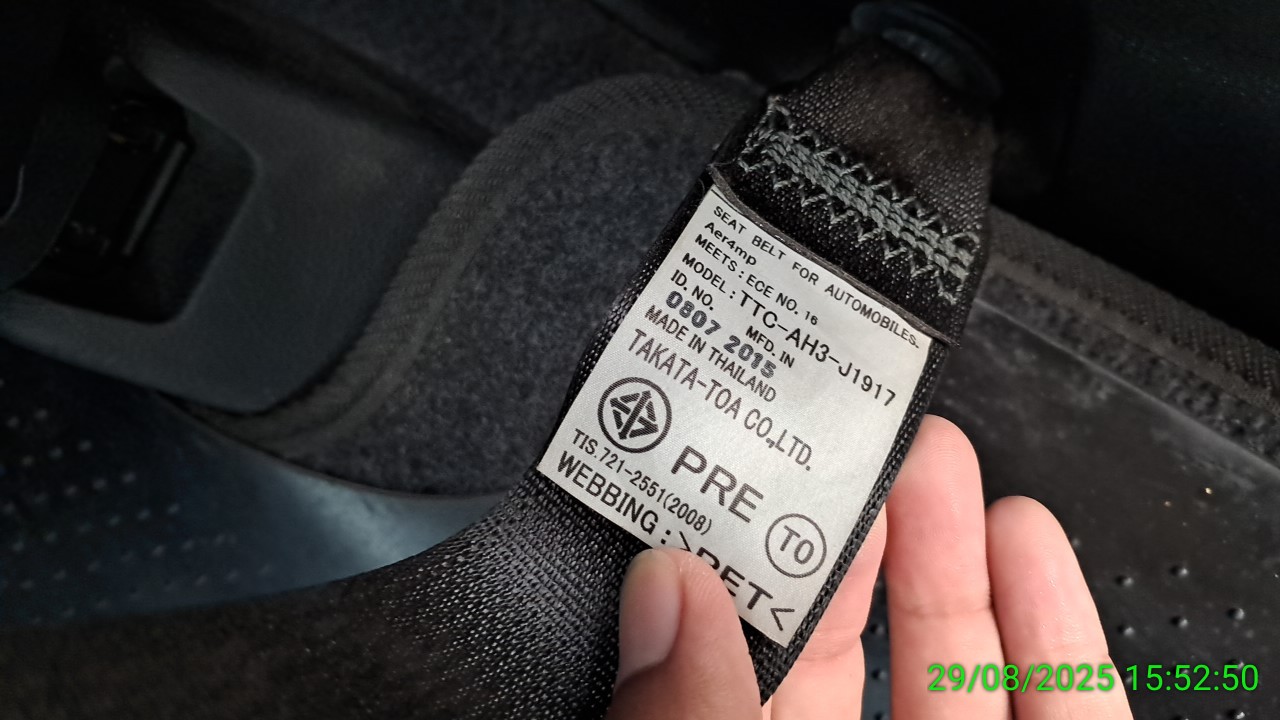 SEAT BELT FOR AUTOMOBILES.
Aer4mp
MEETS : ECE NO. 16
MODEL : TTC-AH3-J1917
ID. NO. MFD. IN
0807 2015
MADE IN THAILAND
TAKATA-TOA CO.,LTD.
PRE
TIS.721-2551(2008)
TO
WEBBING : >PET<
29/08/2025 15:52:50